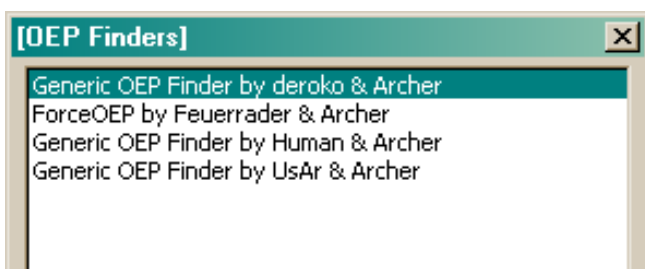 [OEP Finders]
Generic OEP Finder by deroko & Archer
ForceOEP by Feuerrader & Archer
Generic OEP Finder by Human & Archer
Generic OEP Finder by UsAr & Archer